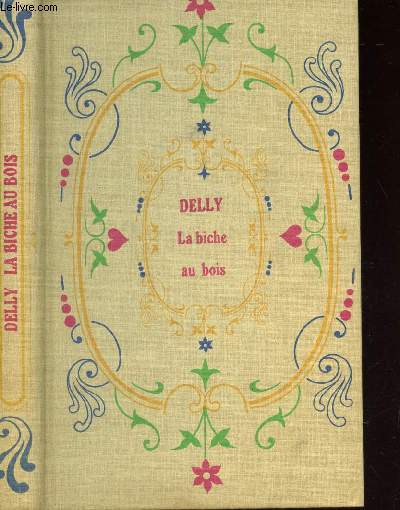 Le-livre.com
DELLY LA BICHE AU BOIS
DELLY
La biche
au bois